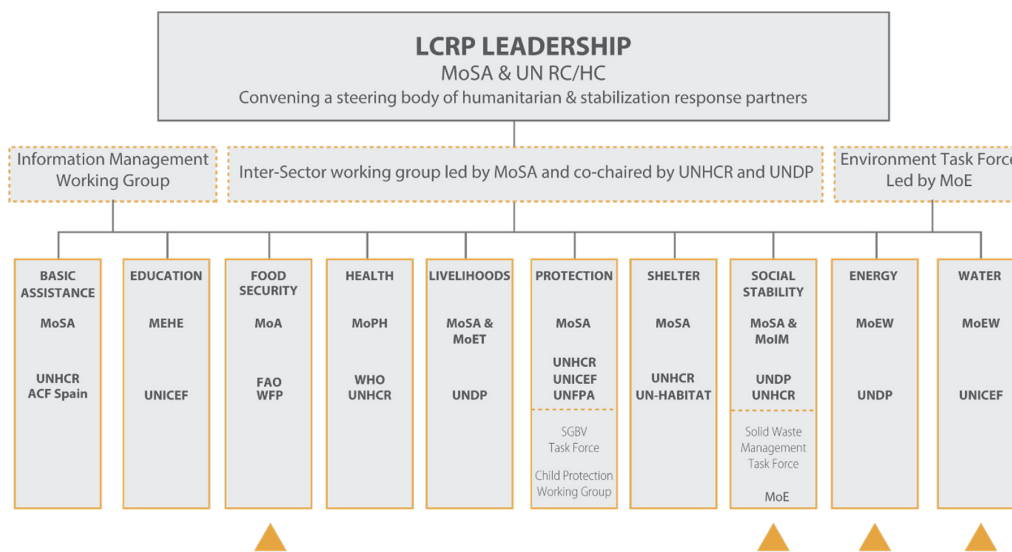 LCRP LEADERSHIP
MoSA & UN RC/HC
Convening a steering body of humanitarian & stabilization response partners
Information Management
Working Group
Inter-Sector working group led by MoSA and co-chaired by UNHCR and UNDP
Environment Task Force
Led by MoE
BASIC
ASSISTANCE
MoSA
UNHCR
ACF Spain
EDUCATION
MEHE
UNICEF
FOOD
SECURITY
MoA
FAO
WFP
HEALTH
MoPH
WHO
UNHCR
LIVELIHOODS
MoSA &
MoET
UNDP
PROTECTION
MoSA
UNHCR
UNICEF
UNFPA
SGBV
Task Force
Child Protection
Working Group
SHELTER
MoSA
UNHCR
UN-HABITAT
SOCIAL
STABILITY
MoSA &
MoIM
UNDP
UNHCR
Solid Waste
Management
Task Force
MoE
ENERGY
MoEW
UNDP
WATER
MoEW
UNICEF